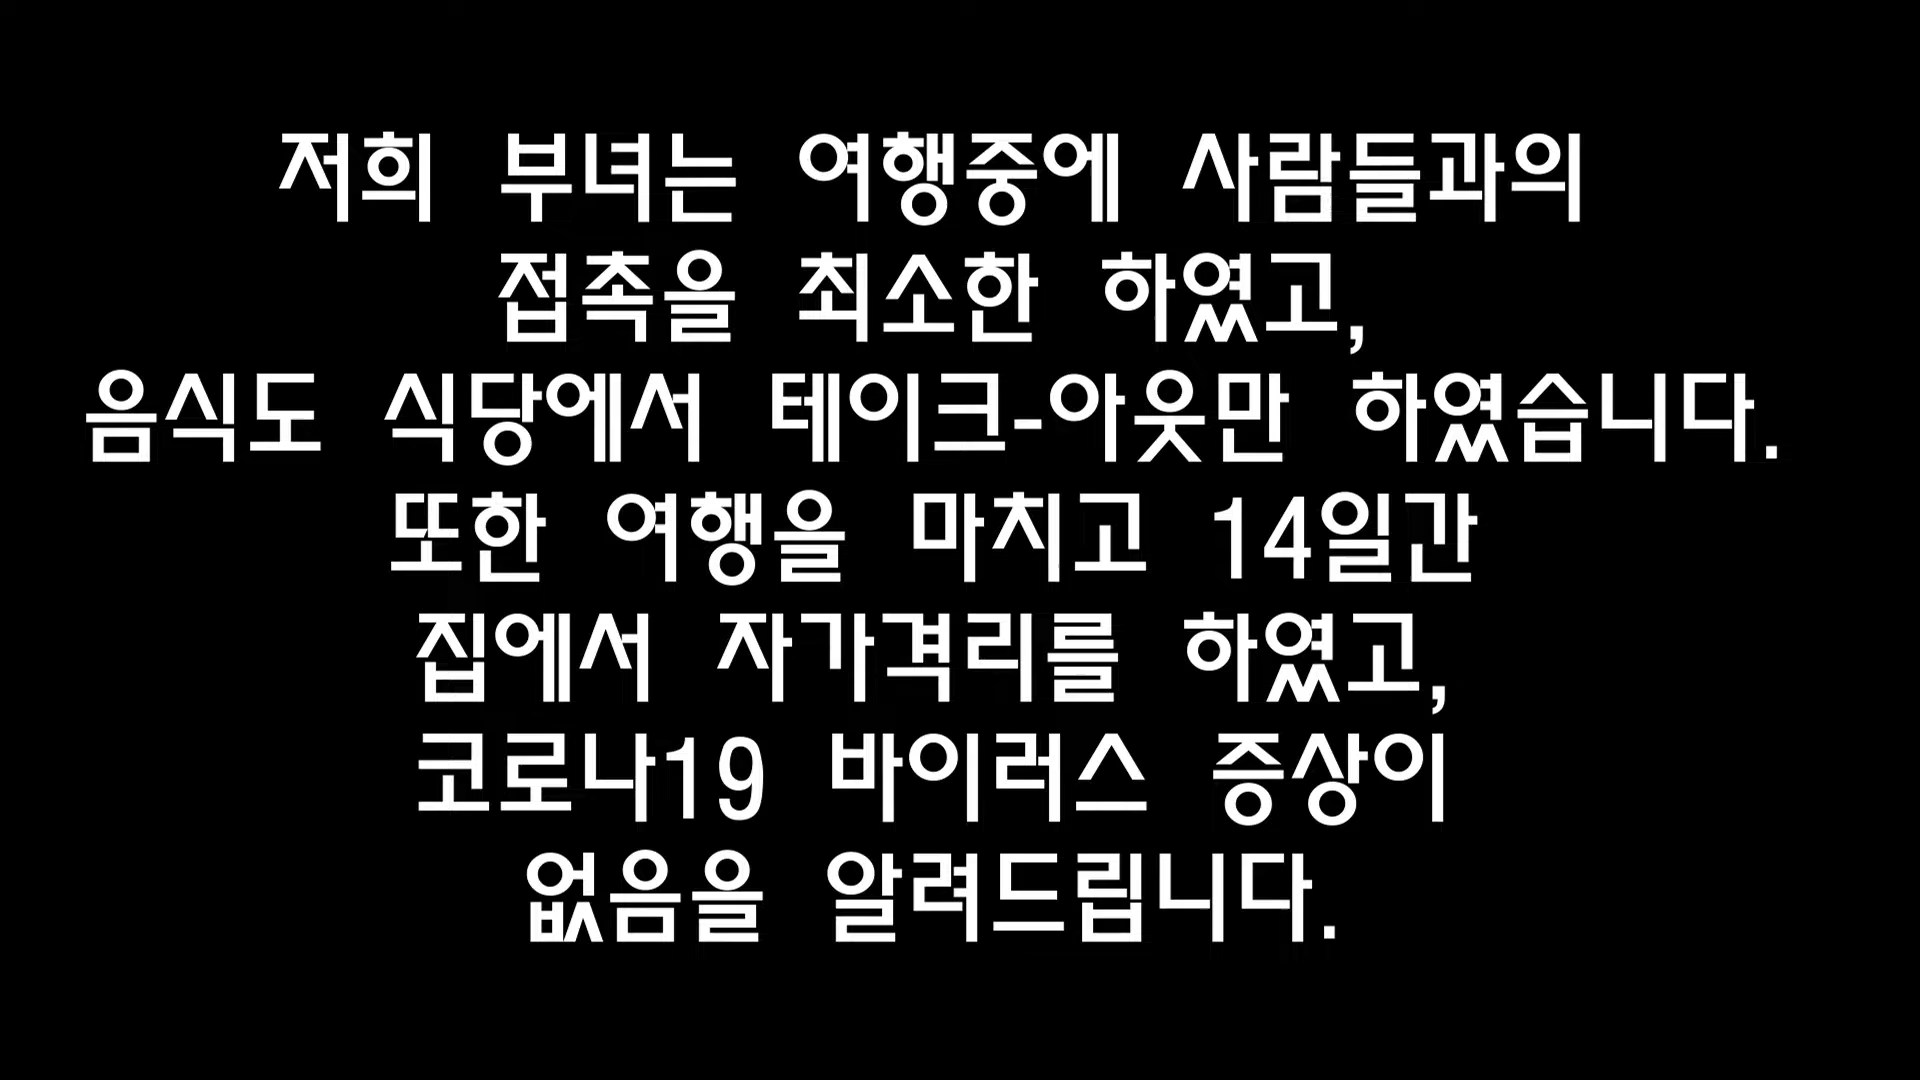 저희 부녀는 여행중에 사람들과의
접촉을 최소한 하였고,
음식도 식당에서 테이크-아웃만 하였습니다.
또한 여행을 마치고 14일간
집에서 자가격리를 하였고,
코로나19 바이러스 증상이
없음을 알려드립니다.